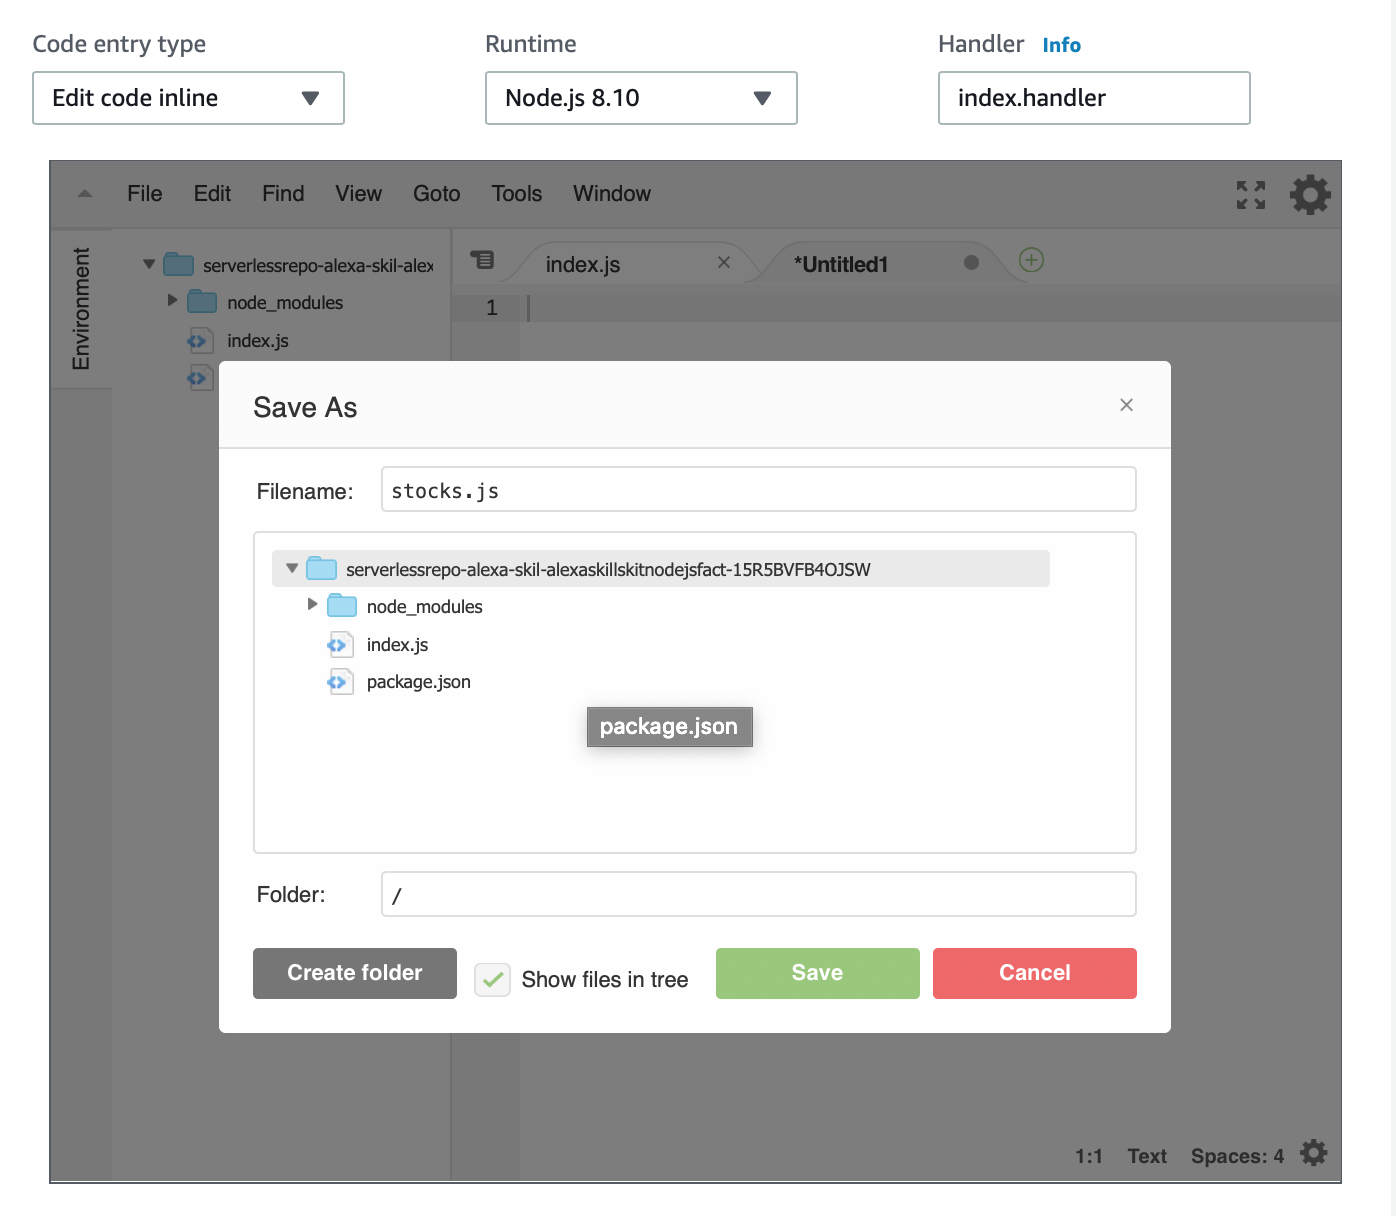 Code entry type
Runtime
Handler Info
Edit code inline
Node.js 8.10
index.handler
File Edit Find View Goto Tools Window
Environment
serverlessrepo-alexa-skil-alex
node_modules
index.js
index.js
*Untitled1
1
Save As
Filename:
stocks.js
serverlessrepo-alexa-skil-alexaskillskitnodejsfact-15R5BVFB4OJSW
node_modules
index.js
package.json
package.json
Folder:
/
Create folder
Show files in tree
Save
Cancel
1:1 Text Spaces: 4